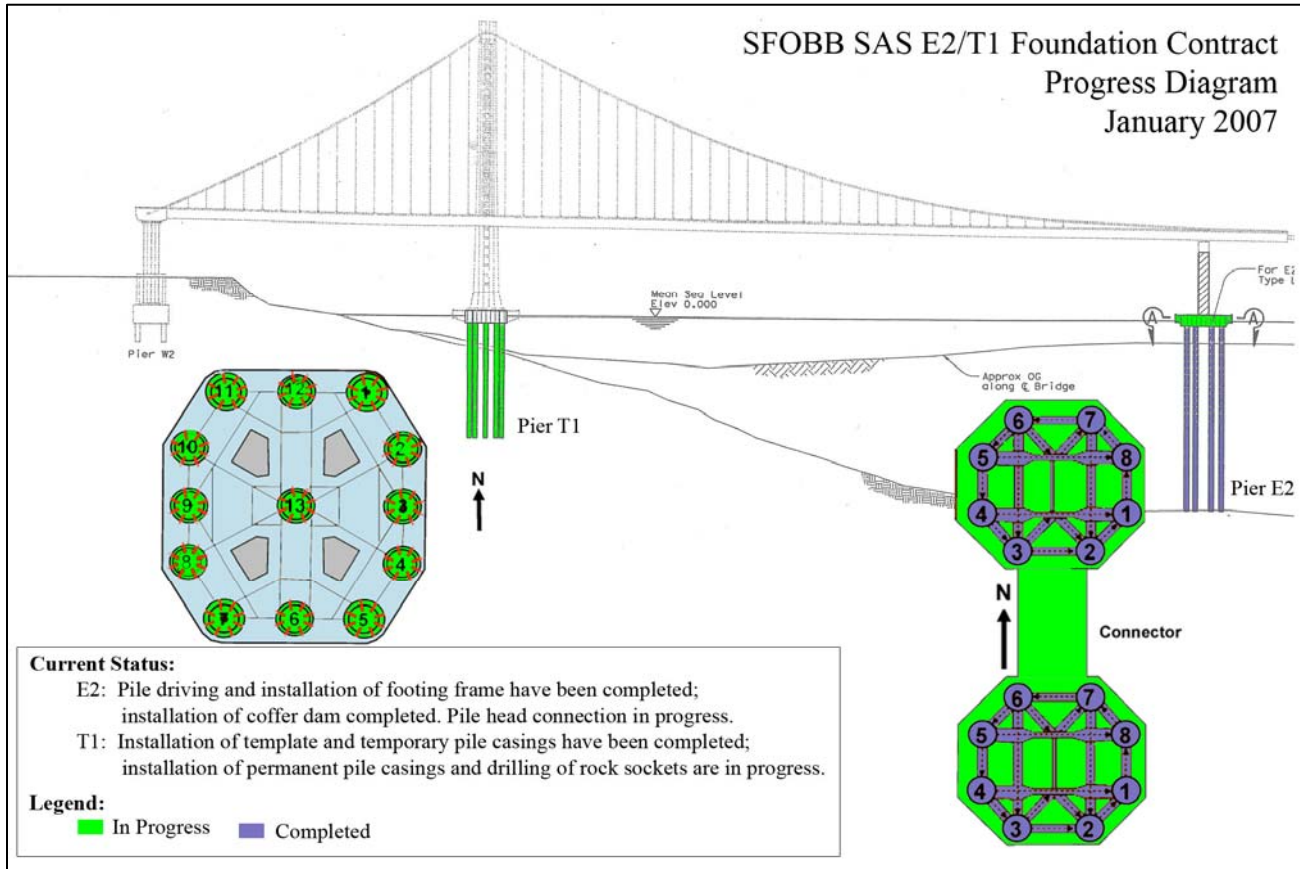 SFOBB SAS E2/T1 Foundation Contract
Progress Diagram
January 2007
Mean Sea Level
Elev 0.000
For E2
Type
A A
Pier W2
Approx OG
along ℄ Bridge
Pier T1
Pier E2
N
11 12 1
10 2
9 13 3
8 4
7 6 5
6 7
5 8
4 1
3 2
N
Connector
6 7
5 8
4 1
3 2
Current Status:
E2: Pile driving and installation of footing frame have been completed;
installation of coffer dam completed. Pile head connection in progress.
T1: Installation of template and temporary pile casings have been completed;
installation of permanent pile casings and drilling of rock sockets are in progress.
Legend:
In Progress Completed